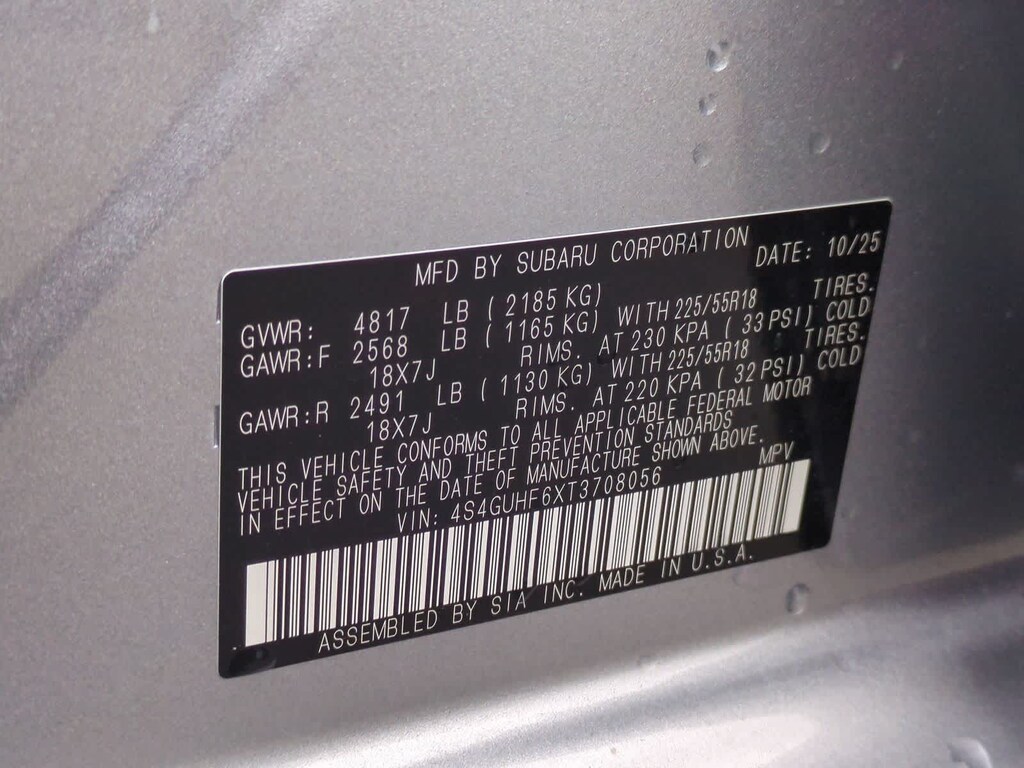 MFD BY SUBARU CORPORATION DATE: 10/25
GVWR: 4817 LB ( 2185 KG)
GAWR:F 2568 LB ( 1165 KG) WITH 225/55R18 TIRES.
18X7J RIMS. AT 230 KPA ( 33 PSI) COLD
GAWR:R 2491 LB ( 1130 KG) WITH 225/55R18 TIRES.
18X7J RIMS. AT 220 KPA ( 32 PSI) COLD
THIS VEHICLE CONFORMS TO ALL APPLICABLE FEDERAL MOTOR
VEHICLE SAFETY AND THEFT PREVENTION STANDARDS
IN EFFECT ON THE DATE OF MANUFACTURE SHOWN ABOVE.
VIN: 4S4GUHF6XT3708056 MPV
ASSEMBLED BY SIA INC. MADE IN U.S.A.